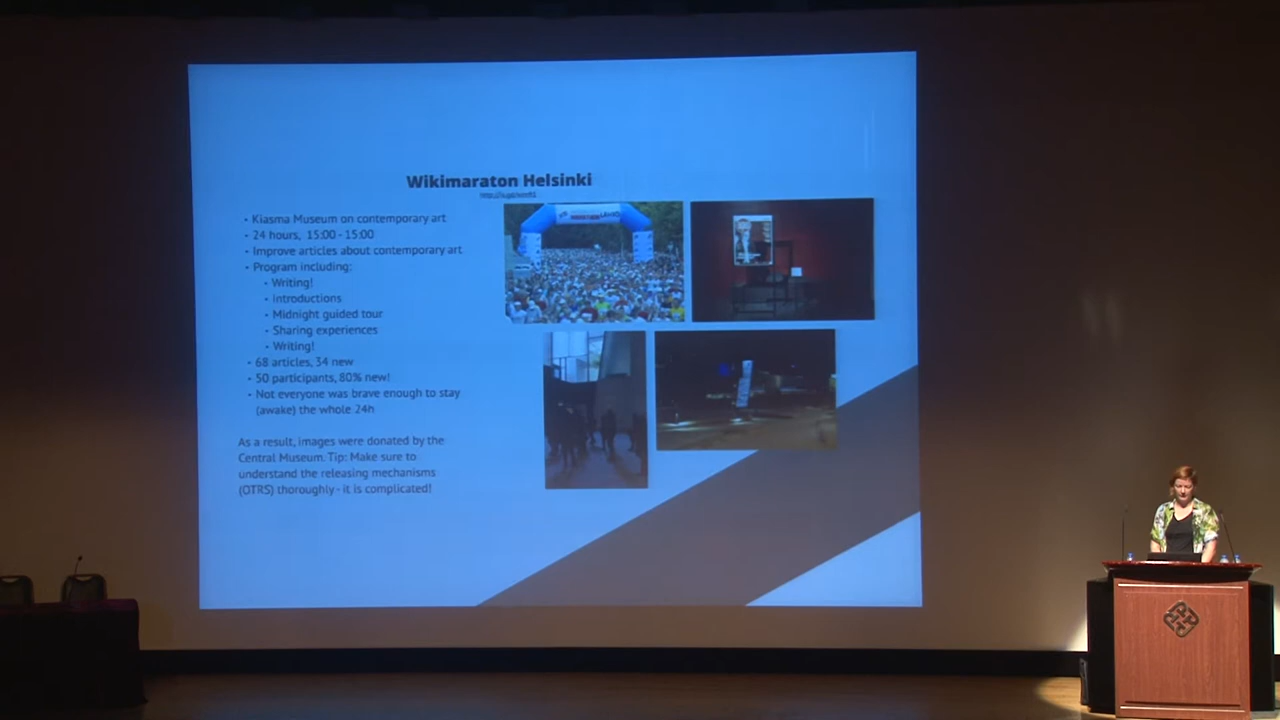 Wikimaraton Helsinki
• Kiasma Museum on contemporary art
• 24 hours, 15:00 - 15:00
• Improve articles about contemporary art
• Program including:
• Writing!
• introductions
• Midnight guided tour
• Sharing experiences
• Writing!
• 68 articles, 34 new
• 50 participants, 80% new!
• Not everyone was brave enough to stay
(awake) the whole 24h
As a result, images were donated by the
Central Museum. Tip: Make sure to
understand the releasing mechanisms
(OTRS) thoroughly - it is complicated!